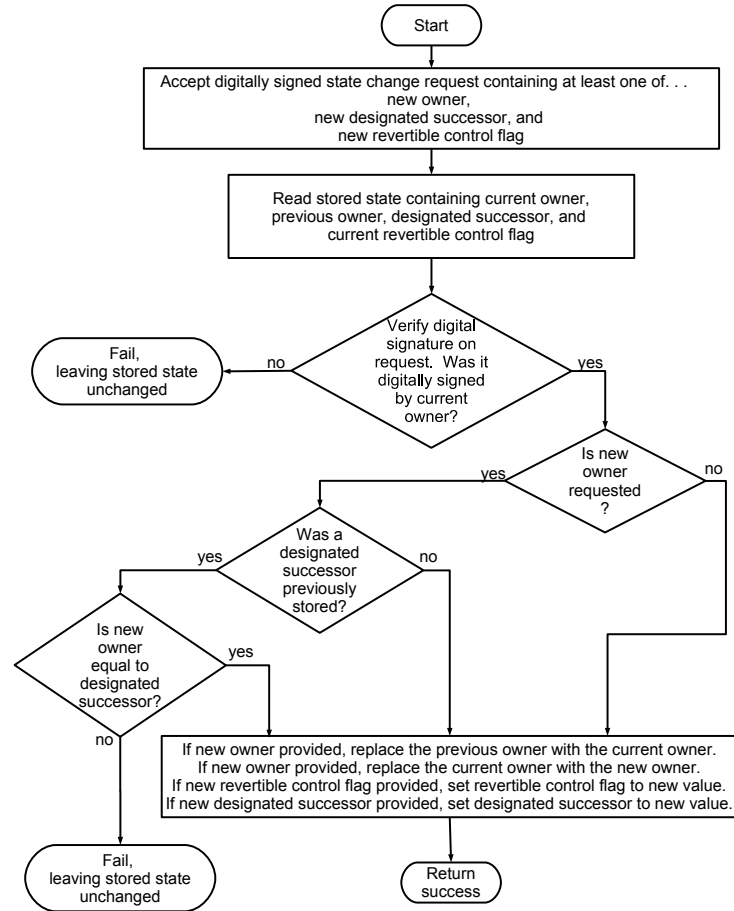 Start
Accept digitally signed state change request containing at least one of. . .
new owner,
new designated successor, and
new revertible control flag
Read stored state containing current owner,
previous owner, designated successor, and
current revertible control flag
Verify digital
signature on
request. Was it
digitally signed
by current
owner?
no
yes
Fail,
leaving stored state
unchanged
Is new
owner
requested
?
yes
no
Was a
designated
successor
previously
stored?
yes
no
Is new
owner
equal to
designated
successor?
yes
no
If new owner provided, replace the previous owner with the current owner.
If new owner provided, replace the current owner with the new owner.
If new revertible control flag provided, set revertible control flag to new value.
If new designated successor provided, set designated successor to new value.
Fail,
leaving stored state
unchanged
Return
success